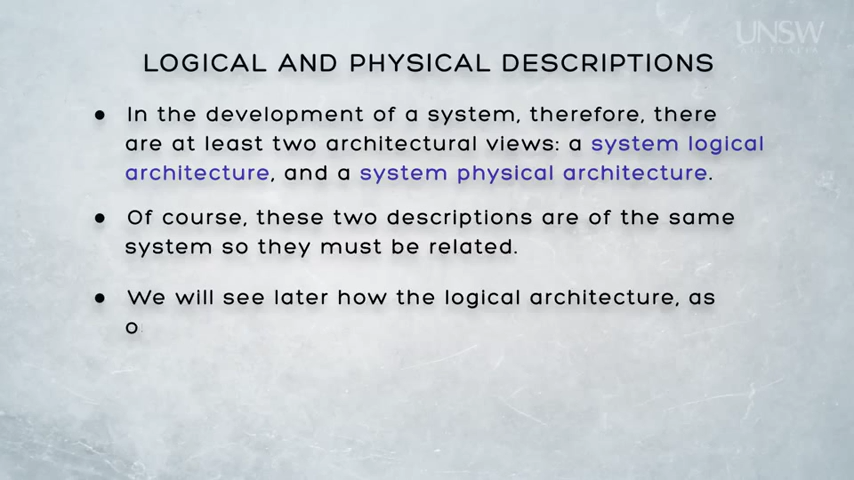 UNSW
AUSTRALIA
LOGICAL AND PHYSICAL DESCRIPTIONS
• In the development of a system, therefore, there
are at least two architectural views: a system logical
architecture, and a system physical architecture.
• Of course, these two descriptions are of the same
system so they must be related.
• We will see later how the logical architecture, as
o